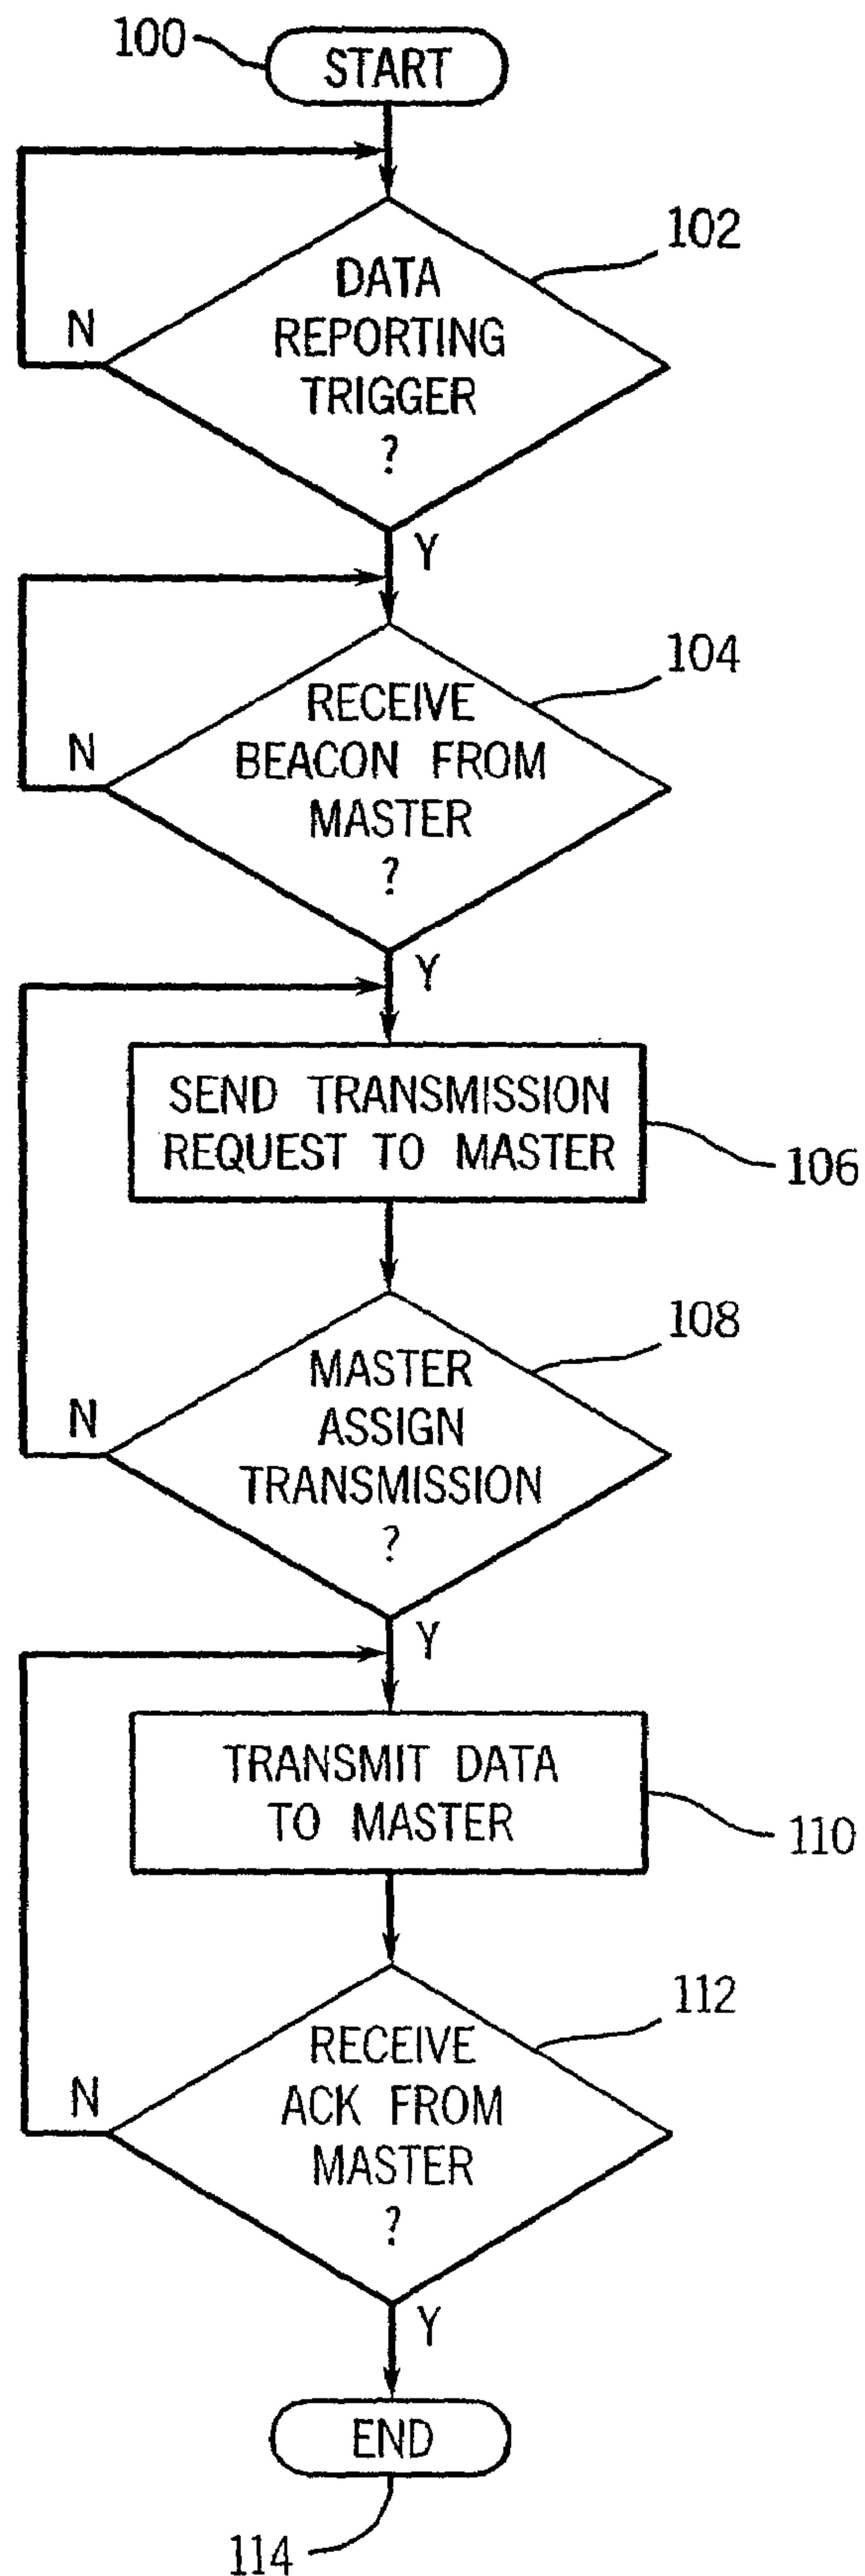 100
START
102
DATA
REPORTING
TRIGGER
?
N
Y
104
RECEIVE
BEACON FROM
MASTER
?
N
Y
SEND TRANSMISSION
REQUEST TO MASTER
106
108
MASTER
ASSIGN
TRANSMISSION
?
N
Y
TRANSMIT DATA
TO MASTER
110
112
RECEIVE
ACK FROM
MASTER
?
N
Y
END
114